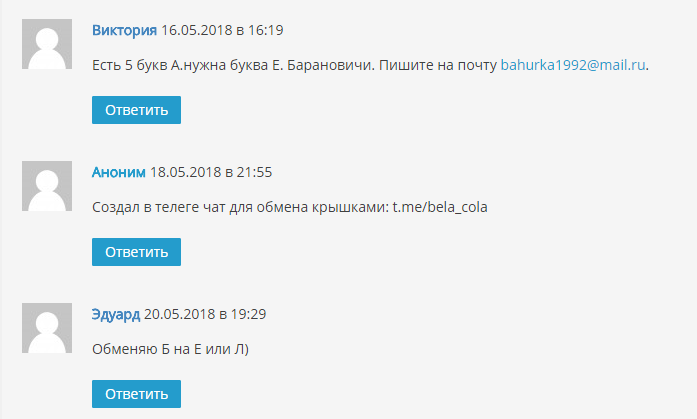 Виктория 16.05.2018 в 16:19
Есть 5 букв А.нужна буква Е. Барановичи. Пишите на почту bahurka1992@mail.ru.
Ответить
Аноним 18.05.2018 в 21:55
Создал в телеге чат для обмена крышками: t.me/bela_cola
Ответить
Эдуард 20.05.2018 в 19:29
Обменяю Б на Е или Л)
Ответить